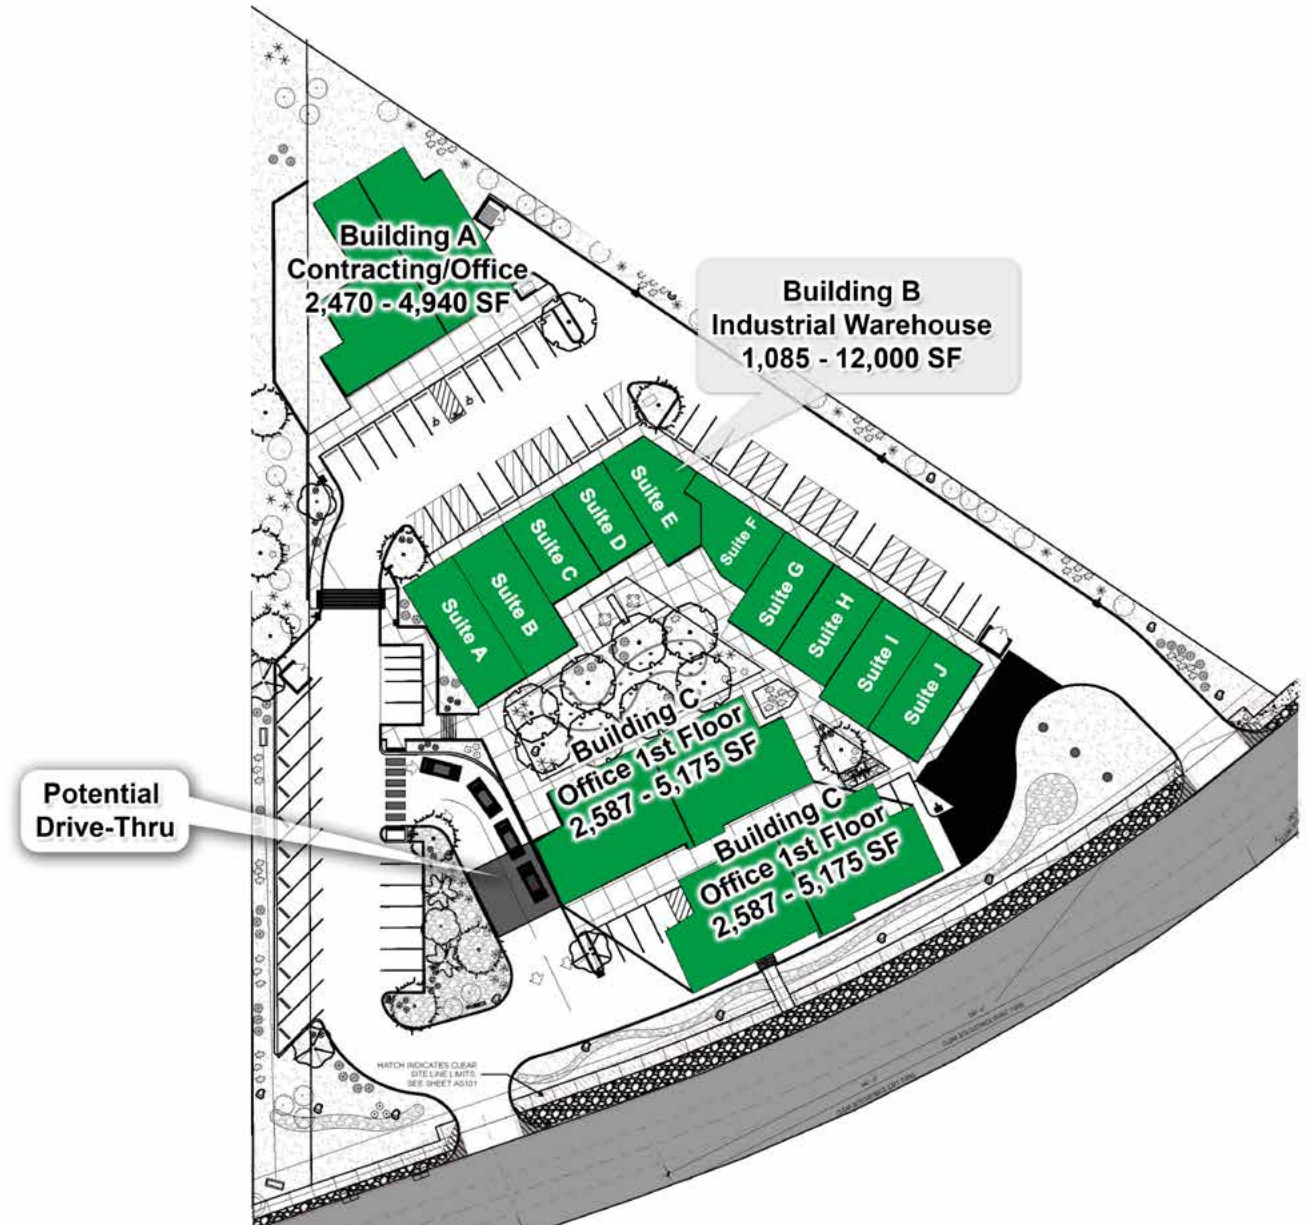 Building A
Contracting/Office
2,470 - 4,940 SF
Building B
Industrial Warehouse
1,085 - 12,000 SF
Suite A
Suite B
Suite C
Suite D
Suite E
Suite F
Suite G
Suite H
Suite I
Suite J
Building C
Office 1st Floor
2,587 - 5,175 SF
Building C
Office 1st Floor
2,587 - 5,175 SF
Potential
Drive-Thru
HATCH INDICATES CLEAR
SITE LINE LIMITS.
SEE SHEET AS101